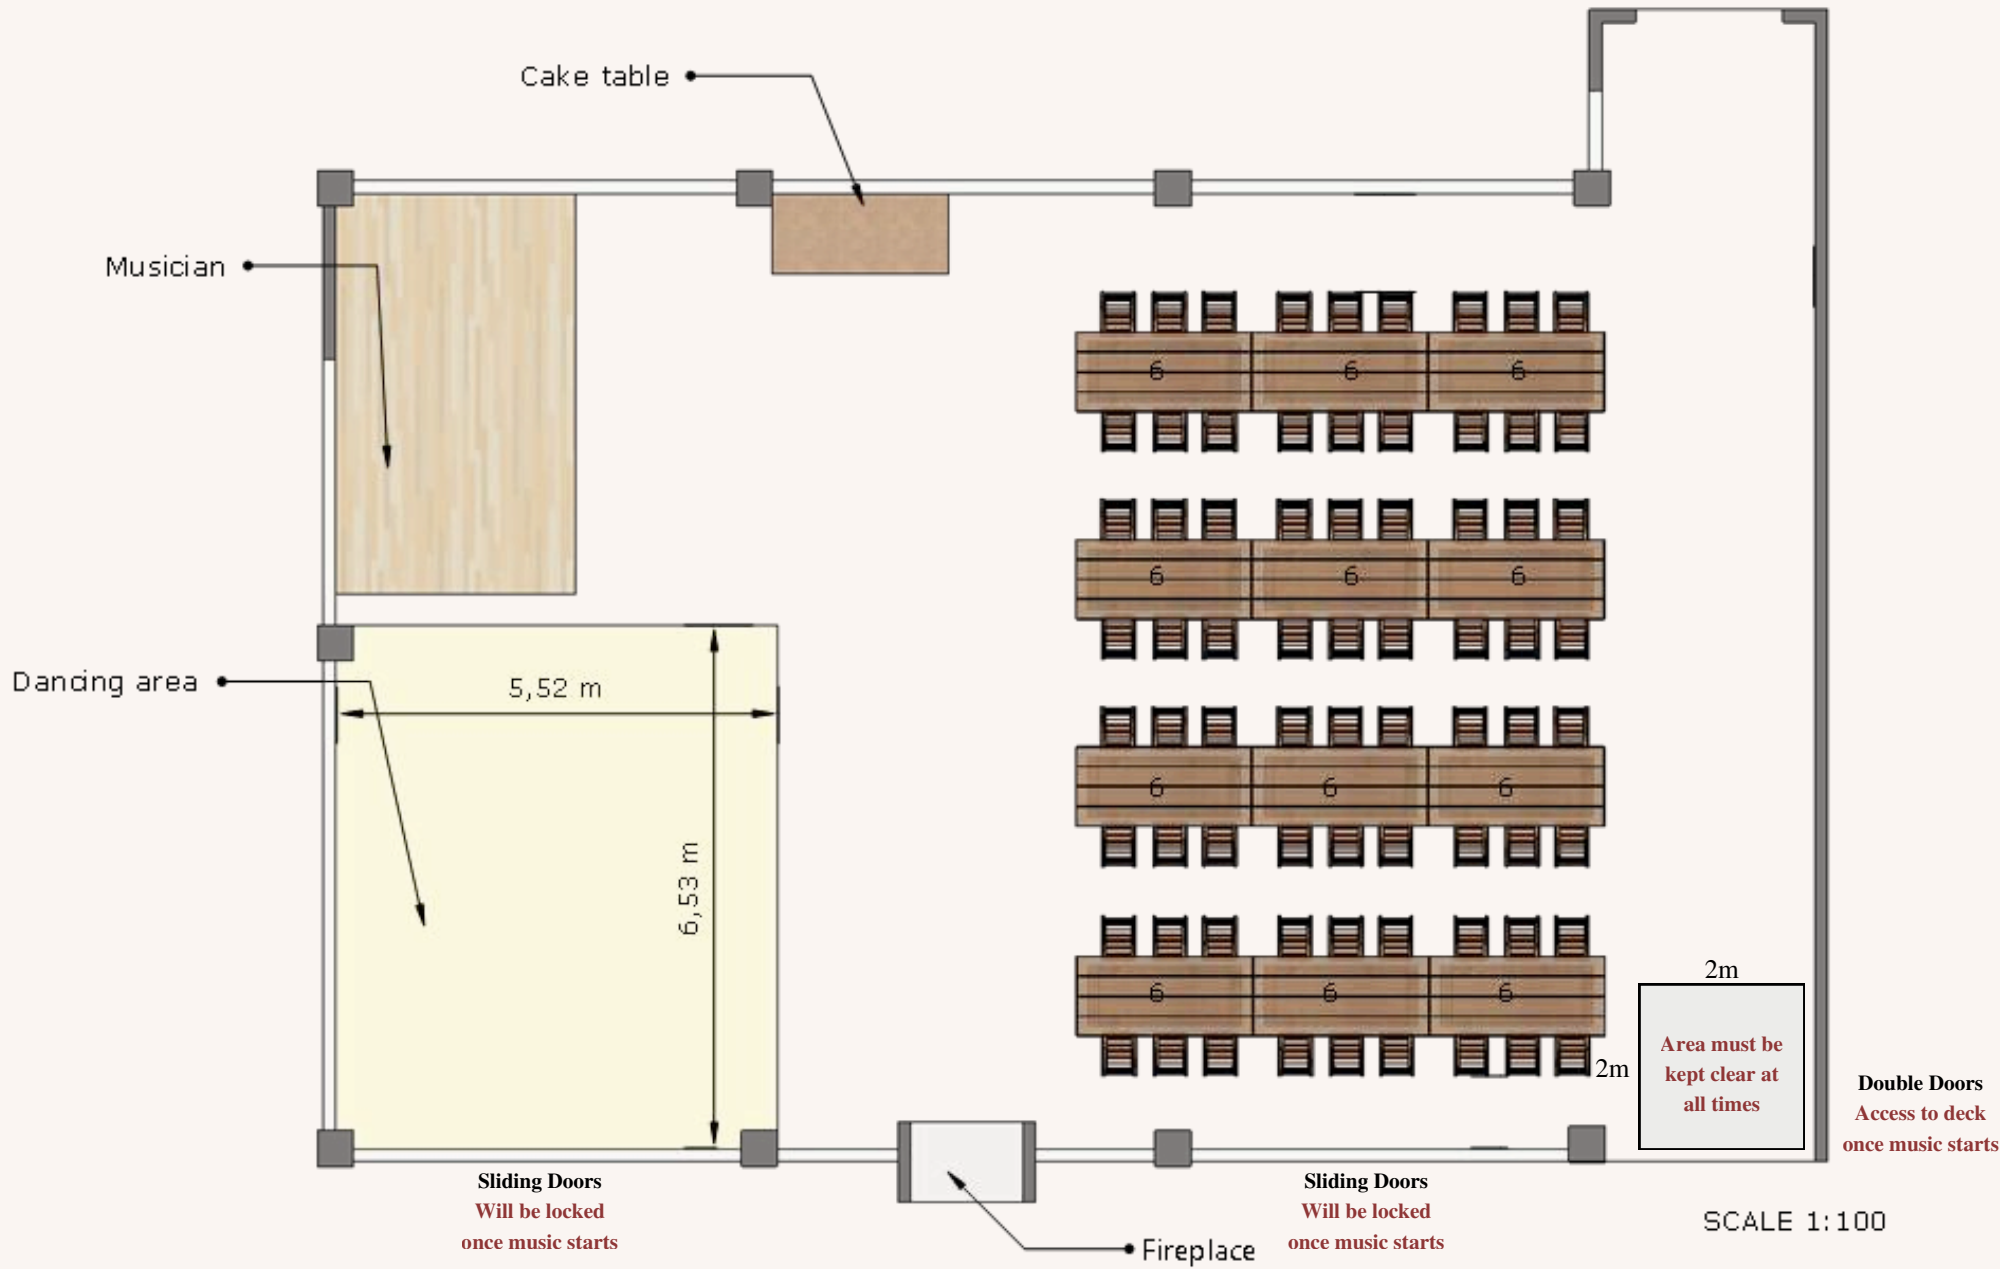 Cake table
Musician
6 6 6
6 6 6
Dancing area
5,52 m
6,53 m
6 6 6
6 6 6
2m
2m
Area must be
kept clear at
all times
Double Doors
Access to deck
once music starts
Sliding Doors
Will be locked
once music starts
Sliding Doors
Will be locked
once music starts
Fireplace
SCALE 1:100